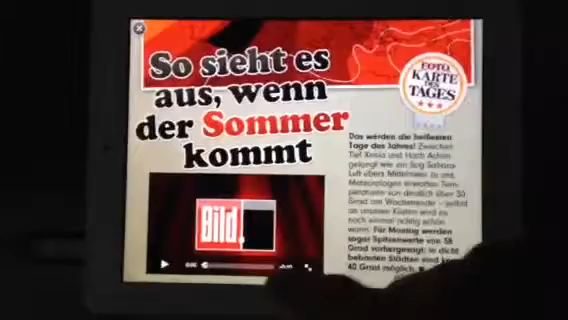 So sieht es
aus, wenn
der Sommer
kommt
FOTO
KARTE
DES
TAGES
Das werden die heißesten
Tage des Jahres! Zwischen
Tief Xenia und Hoch Achim
gelangt wie ein Sog Sahara-
Luft übers Mittelmeer zu uns.
Meteorologen erwarten Tem-
peraturen von deutlich über 30
Grad am Wochenende – selbst
an unseren Küsten wird es
noch einmal richtig schön
warm. Für Montag werden
sogar Spitzenwerte von 38
Grad vorhergesagt; in dicht
bebauten Städten sind
40 Grad möglich.
Bild.
0:00